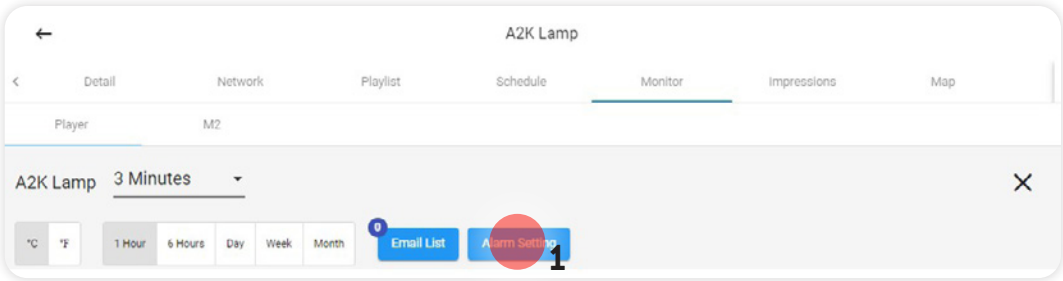 A2K Lamp
Detail Network Playlist Schedule Monitor Impressions Map
Player M2
A2K Lamp 3 Minutes
0
°C °F 1 Hour 6 Hours Day Week Month Email List Alarm Setting
1